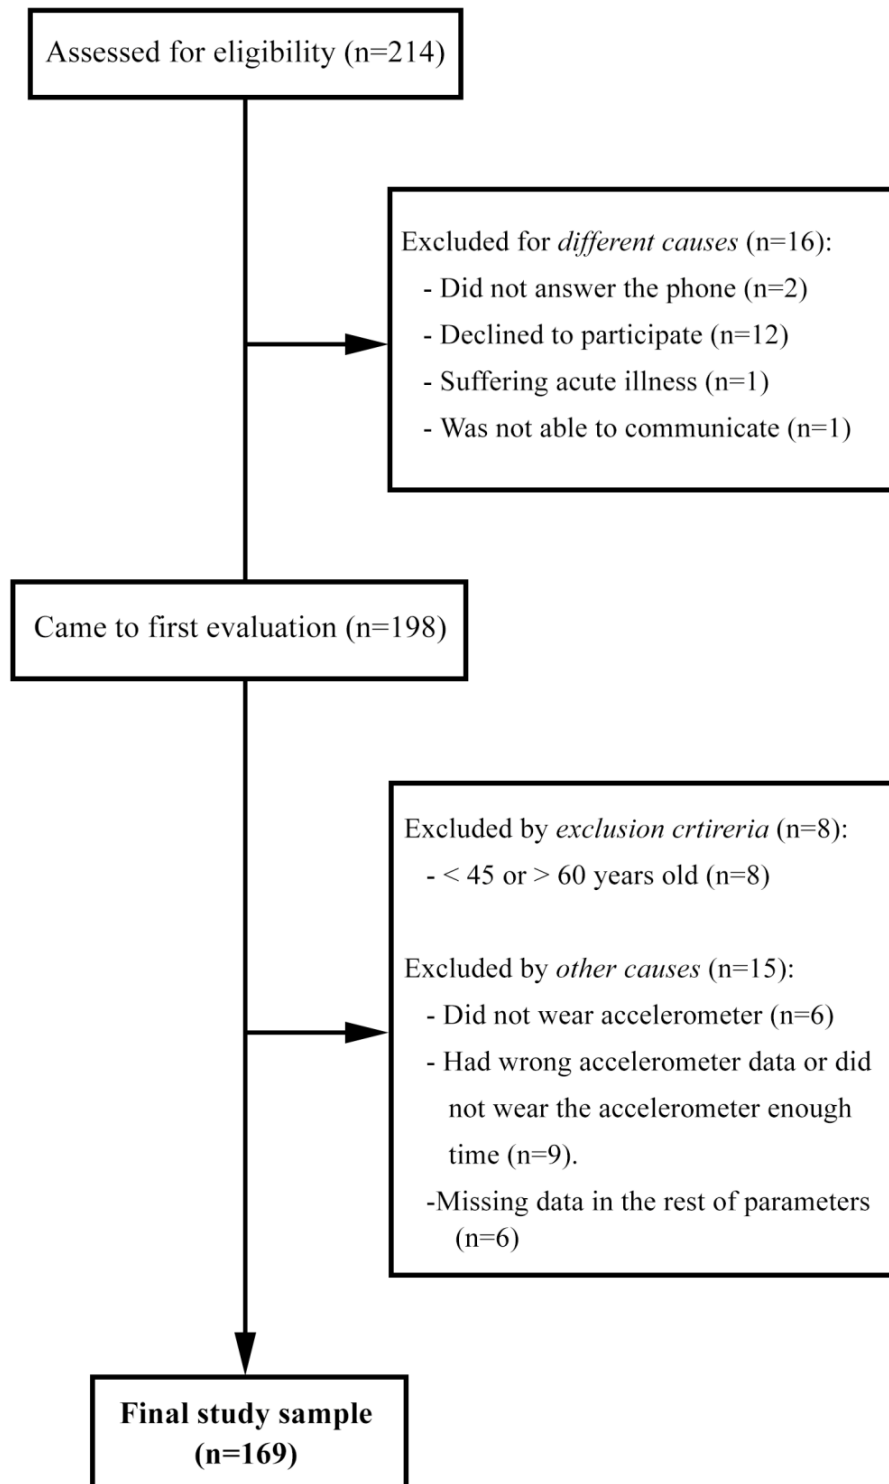 Assessed for eligibility (n=214)
Excluded for different causes (n=16):
- Did not answer the phone (n=2)
- Declined to participate (n=12)
- Suffering acute illness (n=1)
- Was not able to communicate (n=1)
Came to first evaluation (n=198)
Excluded by exclusion crtireria (n=8):
- < 45 or > 60 years old (n=8)
Excluded by other causes (n=15):
- Did not wear accelerometer (n=6)
- Had wrong accelerometer data or did
not wear the accelerometer enough
time (n=9).
-Missing data in the rest of parameters
(n=6)
Final study sample
(n=169)